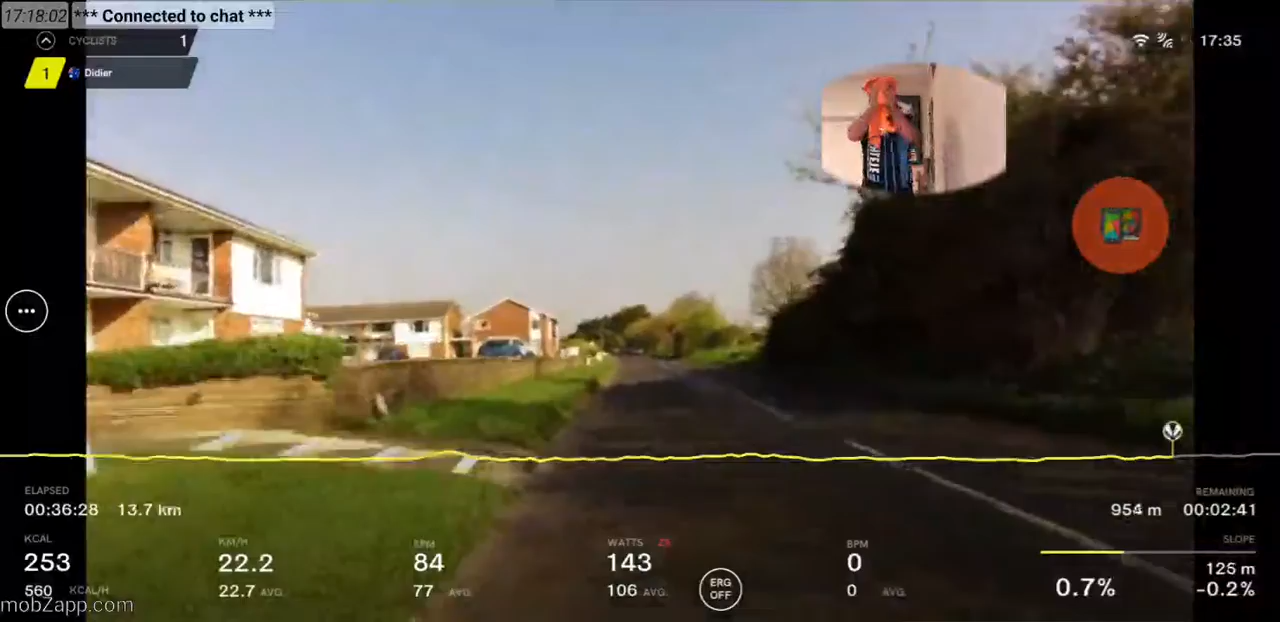 17:18:02 *** Connected to chat ***
CYCLISTS 1
17:35
1 Didier
ELAPSED
00:36:28 13.7 km
REMAINING
954 m 00:02:41
KCAL
253
560 KCAL/H
KM/H
22.2
22.7 AVG.
RPM
84
77 AVG.
WATTS
143
106 AVG.
ERG
OFF
BPM
0
0 AVG.
SLOPE
0.7%
125 m
-0.2%
mobZapp.com